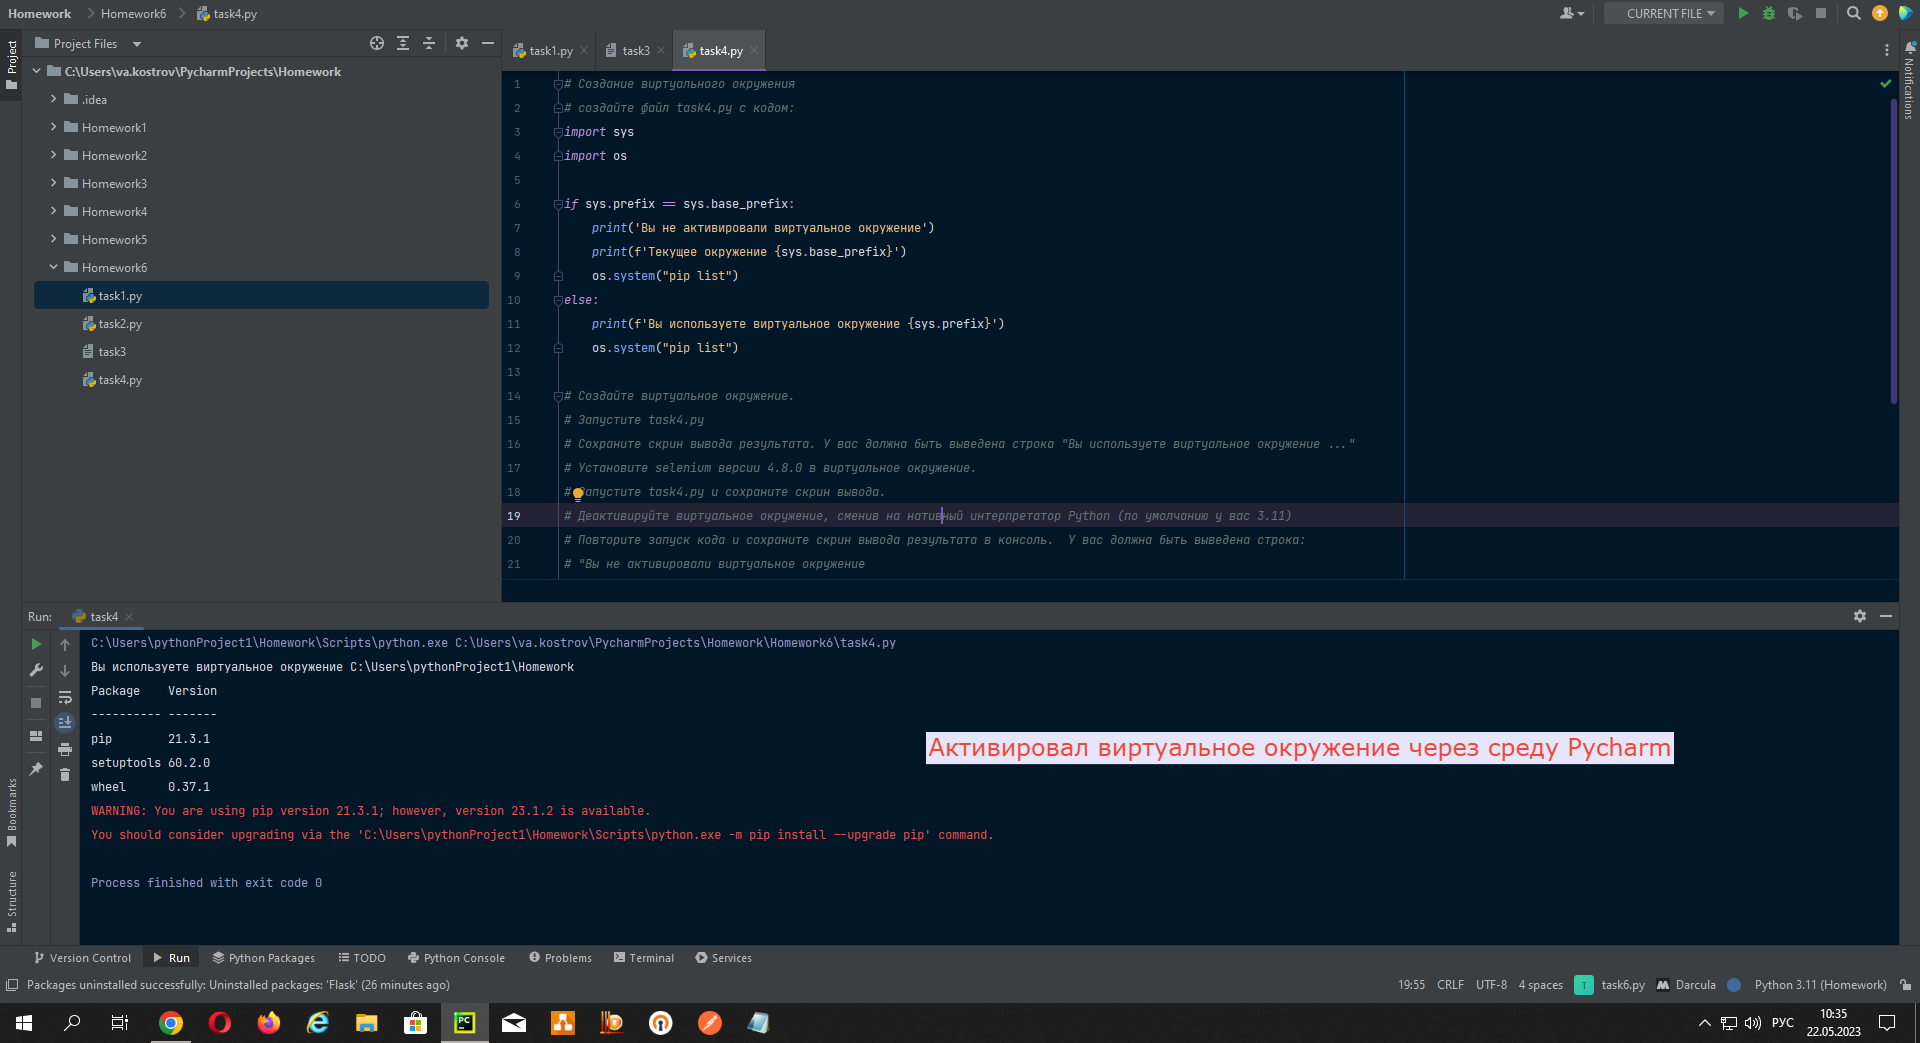 Homework Homework6 task4.py CURRENT FILE
Project Files
task1.py task3 task4.py
Project
Notifications
C:\Users\va.kostrov\PycharmProjects\Homework
.idea
Homework1
Homework2
Homework3
Homework4
Homework5
Homework6
task1.py
task2.py
task3
task4.py
1 # Создание виртуального окружения
2 # создайте файл task4.py с кодом:
3 import sys
4 import os
5
6 if sys.prefix == sys.base_prefix:
7 print('Вы не активировали виртуальное окружение')
8 print(f'Текущее окружение {sys.base_prefix}')
9 os.system("pip list")
10 else:
11 print(f'Вы используете виртуальное окружение {sys.prefix}')
12 os.system("pip list")
13
14 # Создайте виртуальное окружение.
15 # Запустите task4.py
16 # Сохраните скрин вывода результата. У вас должна быть выведена строка "Вы используете виртуальное окружение ..."
17 # Установите selenium версии 4.8.0 в виртуальное окружение.
18 # Запустите task4.py и сохраните скрин вывода.
19 # Деактивируйте виртуальное окружение, сменив на нативный интерпретатор Python (по умолчанию у вас 3.11)
20 # Повторите запуск кода и сохраните скрин вывода результата в консоль. У вас должна быть выведена строка:
21 # "Вы не активировали виртуальное окружение
Run: task4
C:\Users\pythonProject1\Homework\Scripts\python.exe C:\Users\va.kostrov\PycharmProjects\Homework\Homework6\task4.py
Вы используете виртуальное окружение C:\Users\pythonProject1\Homework
Package Version
---------- -------
pip 21.3.1
setuptools 60.2.0
wheel 0.37.1
WARNING: You are using pip version 21.3.1; however, version 23.1.2 is available.
You should consider upgrading via the 'C:\Users\pythonProject1\Homework\Scripts\python.exe -m pip install --upgrade pip' command.
Process finished with exit code 0
Активировал виртуальное окружение через среду Pycharm
Bookmarks
Structure
Version Control Run Python Packages TODO Python Console Problems Terminal Services
Packages uninstalled successfully: Uninstalled packages: 'Flask' (26 minutes ago) 19:55 CRLF UTF-8 4 spaces T task6.py M Darcula Python 3.11 (Homework)
PC
РУС
10:35
22.05.2023